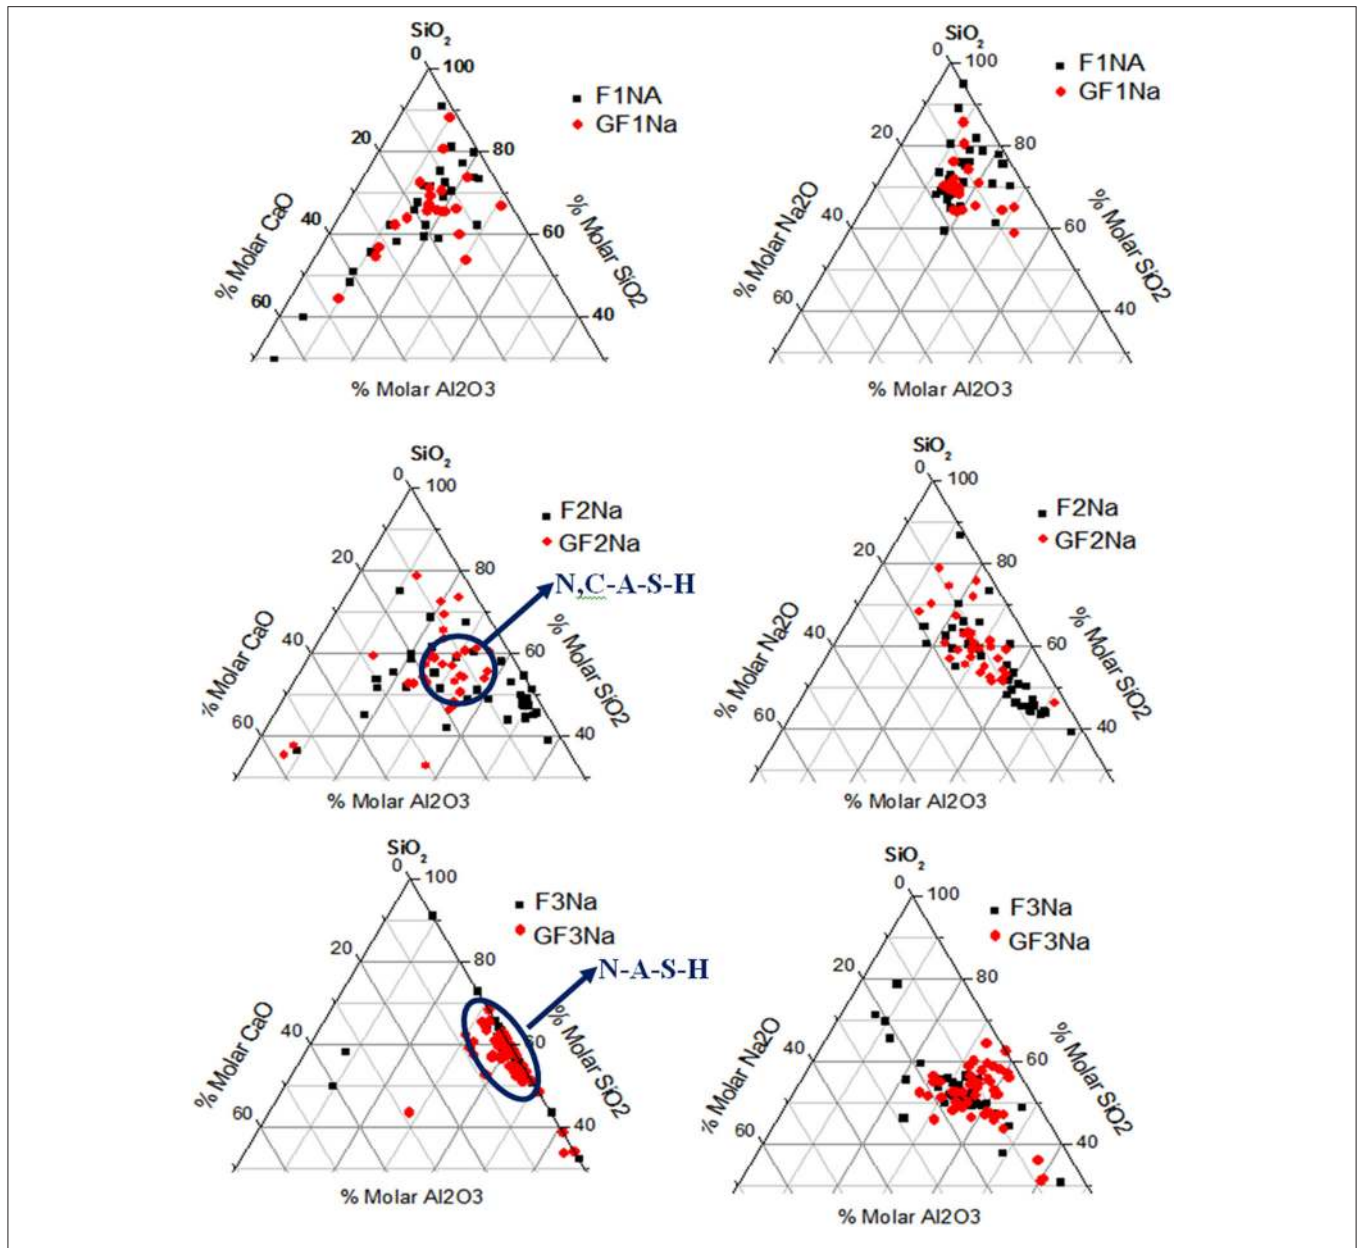 SiO₂
0 100
F1NA
GF1Na
20 80
40 60
60 40
% Molar CaO
% Molar SiO2
% Molar Al2O3
SiO₂
0 100
F1NA
GF1Na
20 80
40 60
60 40
% Molar Na2O
% Molar SiO2
% Molar Al2O3
SiO₂
0 100
F2Na
GF2Na
N,C-A-S-H
20 80
40 60
60 40
% Molar CaO
% Molar SiO2
% Molar Al2O3
SiO₂
0 100
F2Na
GF2Na
20 80
40 60
60 40
% Molar Na2O
% Molar SiO2
% Molar Al2O3
SiO₂
0 100
F3Na
GF3Na
N-A-S-H
20 80
40 60
60 40
% Molar CaO
% Molar SiO2
% Molar Al2O3
SiO₂
0 100
F3Na
GF3Na
20 80
40 60
60 40
% Molar Na2O
% Molar SiO2
% Molar Al2O3